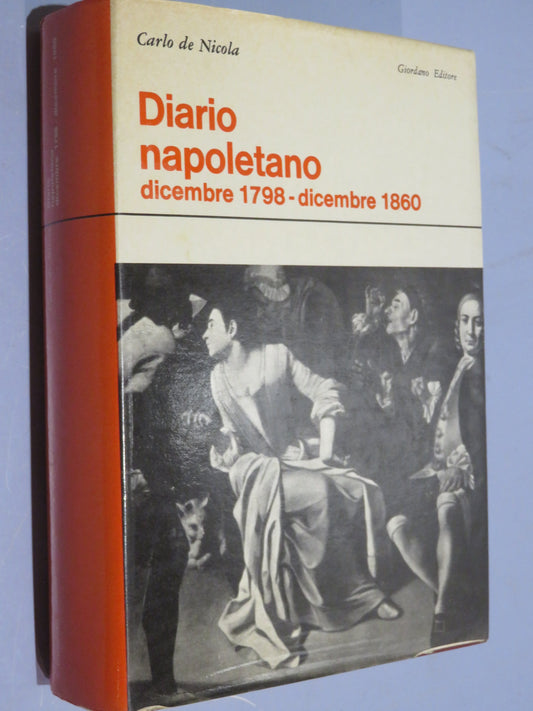 Carlo de Nicola
Giordano Editore
Diario
napoletano
dicembre 1798 - dicembre 1860